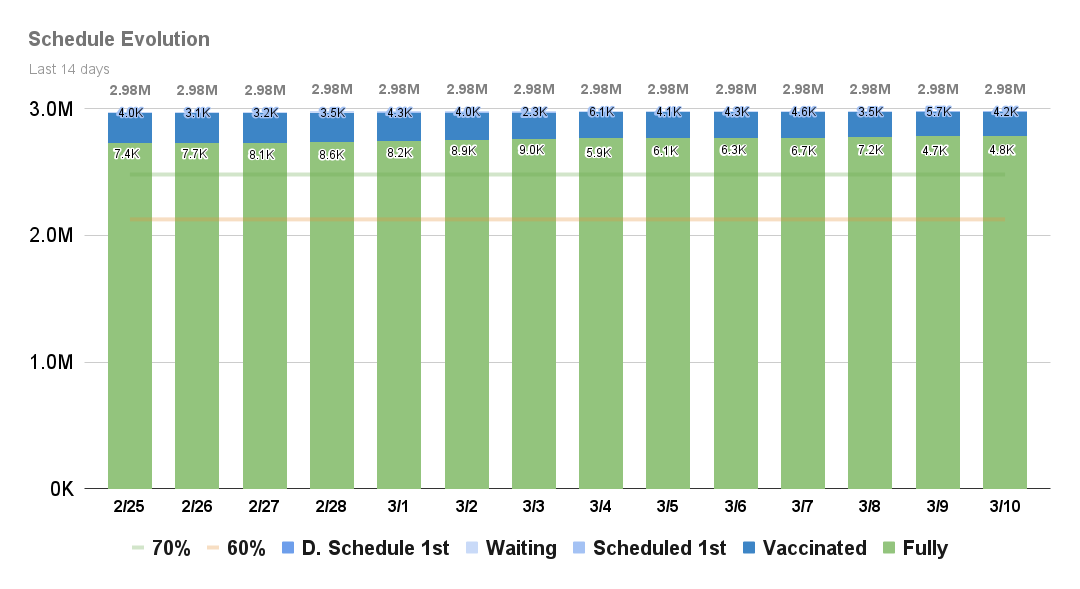 Schedule Evolution
Last 14 days
2.98M 2.98M 2.98M 2.98M 2.98M 2.98M 2.98M 2.98M 2.98M 2.98M 2.98M 2.98M 2.98M 2.98M
3.0M
4.0K 3.1K 3.2K 3.5K 4.3K 4.0K 2.3K 6.1K 4.1K 4.3K 4.6K 3.5K 5.7K 4.2K
7.4K 7.7K 8.1K 8.6K 8.2K 8.9K 9.0K 5.9K 6.1K 6.3K 6.7K 7.2K 4.7K 4.8K
2.0M
1.0M
0K
2/25 2/26 2/27 2/28 3/1 3/2 3/3 3/4 3/5 3/6 3/7 3/8 3/9 3/10
70% 60% D. Schedule 1st Waiting Scheduled 1st Vaccinated Fully